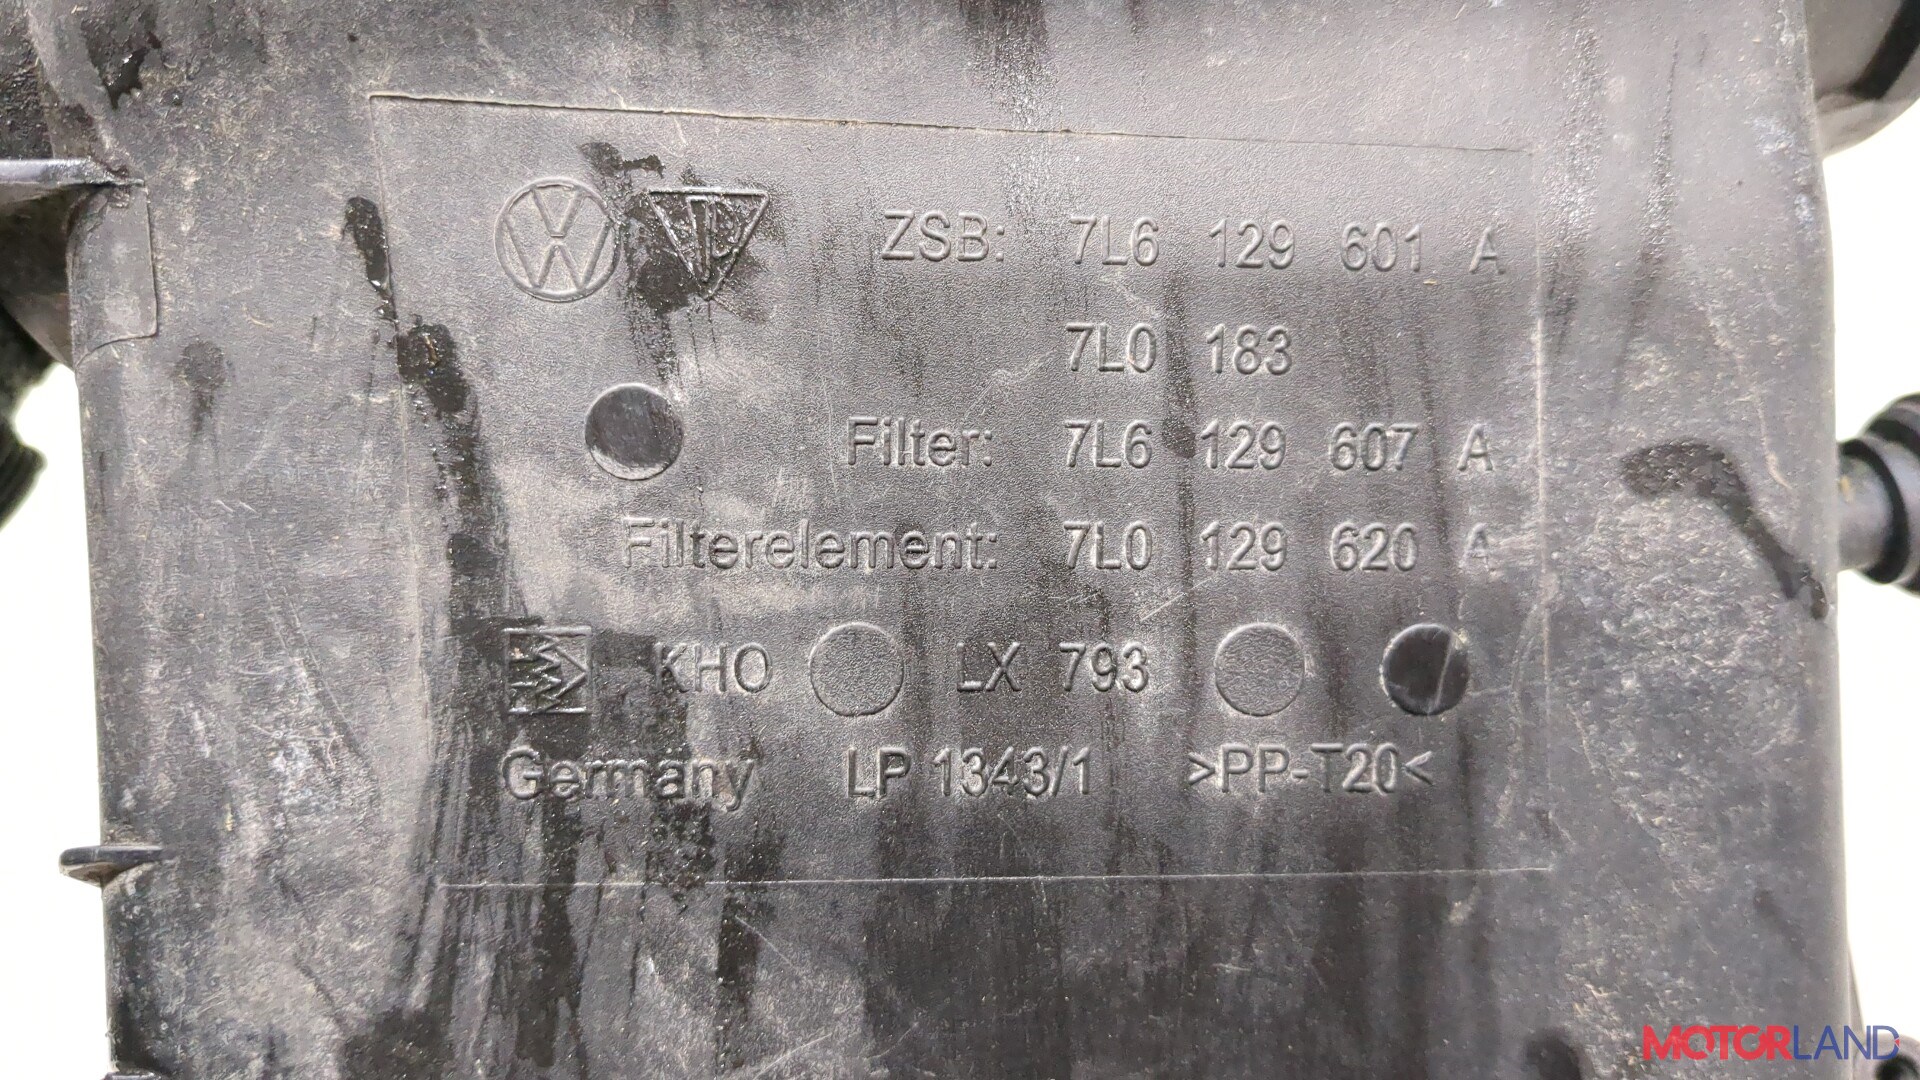 ZSB: 7L6 129 601 A
7L0 183
Filter: 7L6 129 607 A
Filterelement: 7L0 129 620 A
KHO LX 793
Germany LP 1343/1 >PP-T20<
MOTORLAND